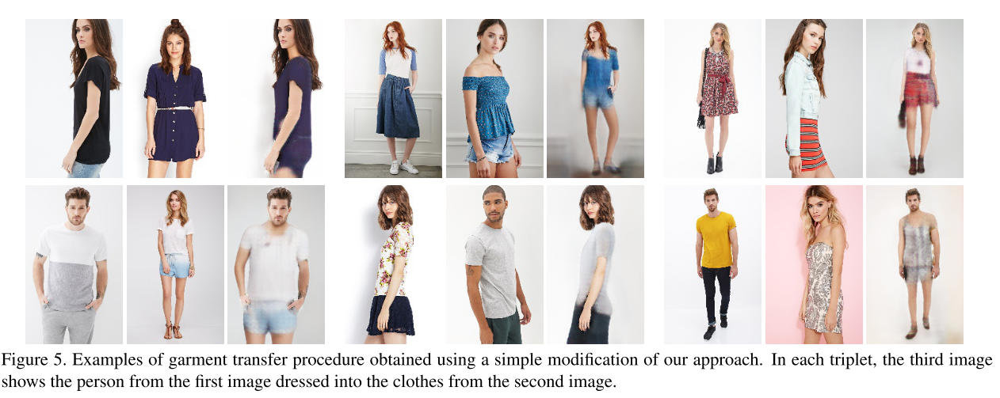 Figure 5. Examples of garment transfer procedure obtained using a simple modification of our approach. In each triplet, the third image
shows the person from the first image dressed into the clothes from the second image.